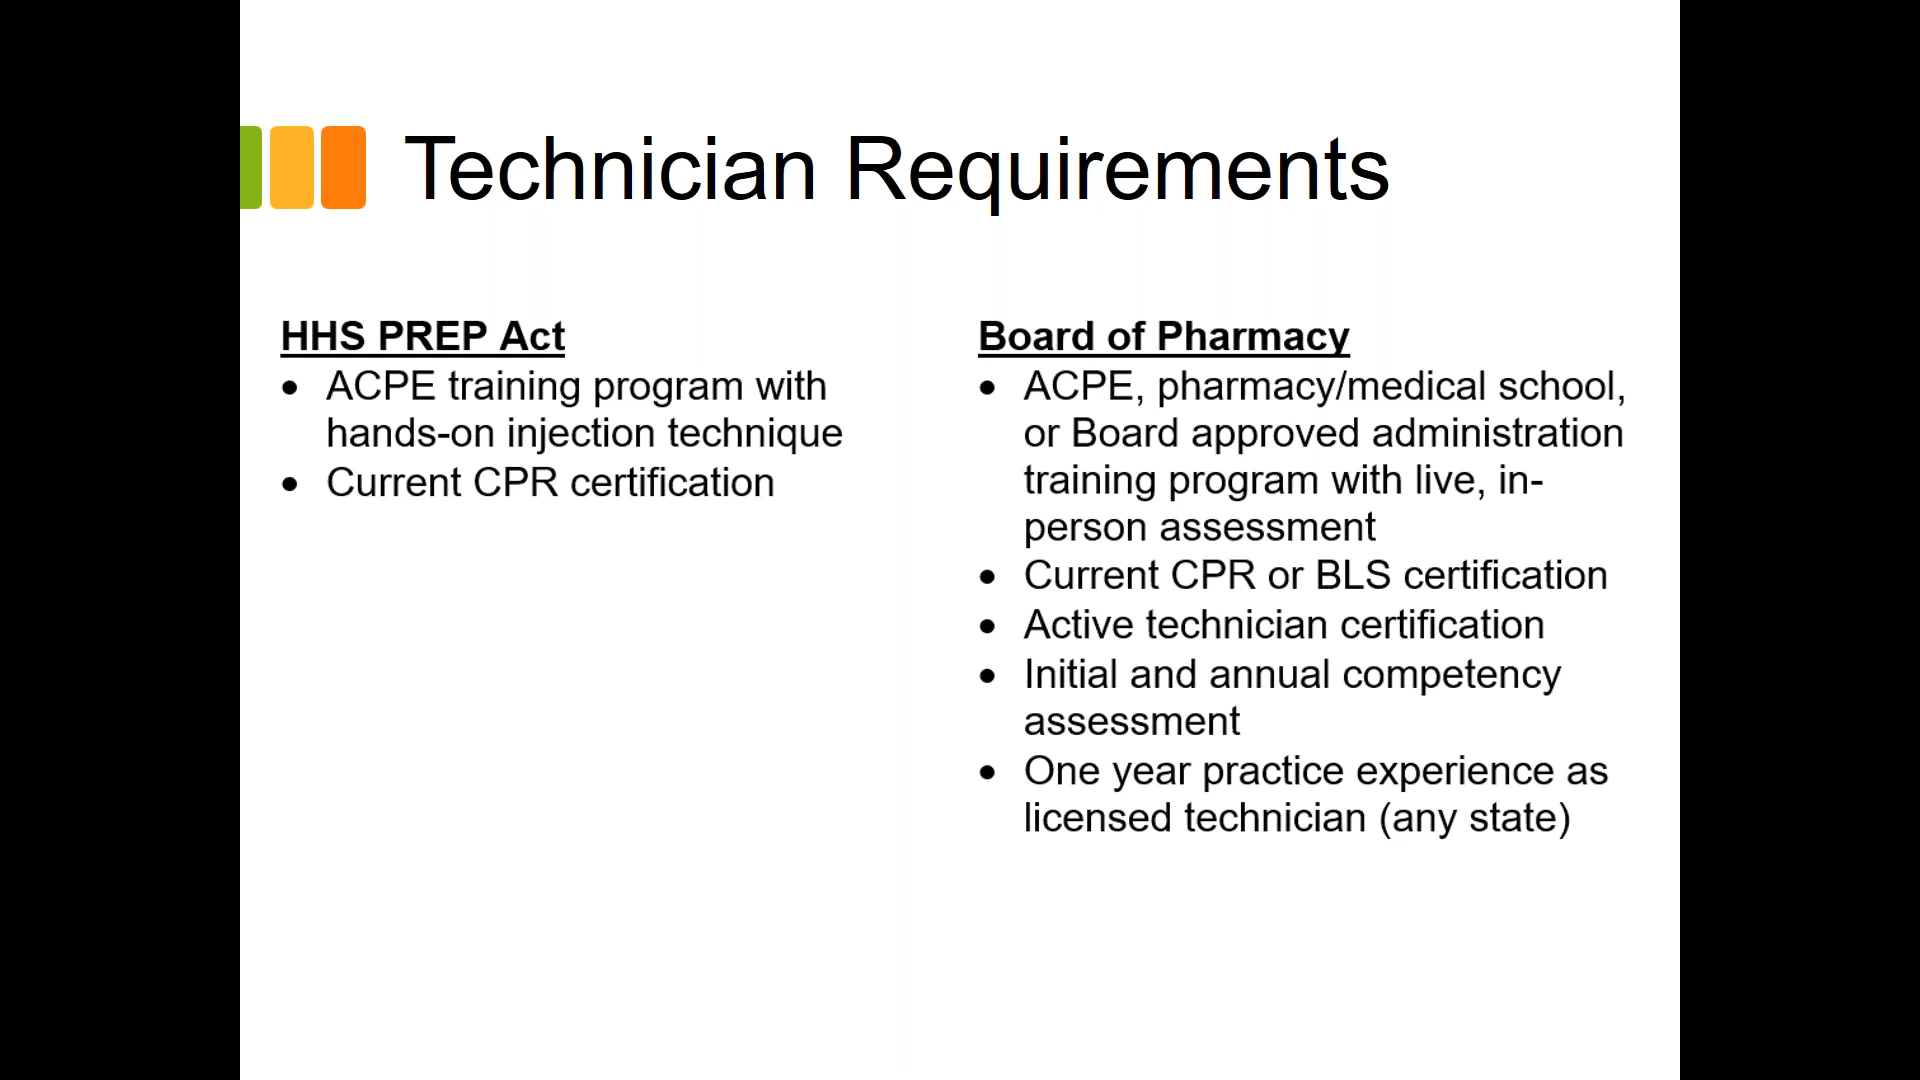 Technician Requirements
HHS PREP Act
• ACPE training program with
hands-on injection technique
• Current CPR certification
Board of Pharmacy
• ACPE, pharmacy/medical school,
or Board approved administration
training program with live, in-
person assessment
• Current CPR or BLS certification
• Active technician certification
• Initial and annual competency
assessment
• One year practice experience as
licensed technician (any state)